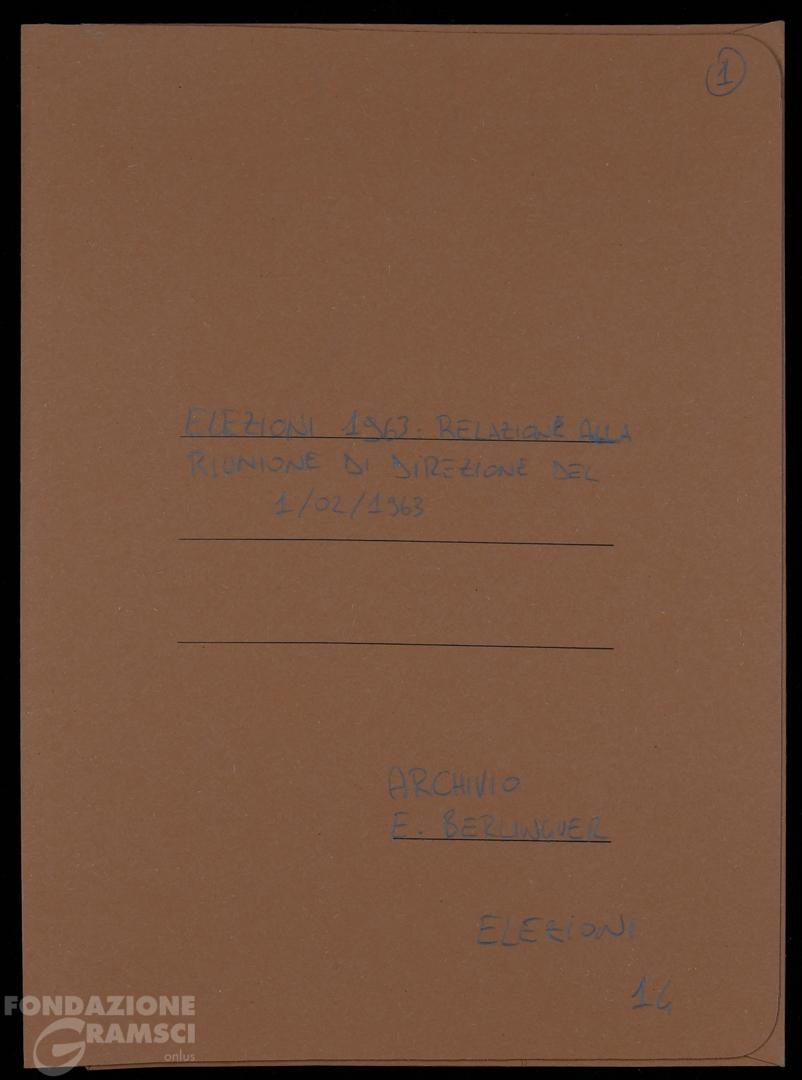 1
ELEZIONI 1963. RELAZIONE ALLA
RIUNIONE DI DIREZIONE DEL
1/02/1963
ARCHIVIO
E. BERLINGUER
ELEZIONI
14
FONDAZIONE
GRAMSCI
onlus